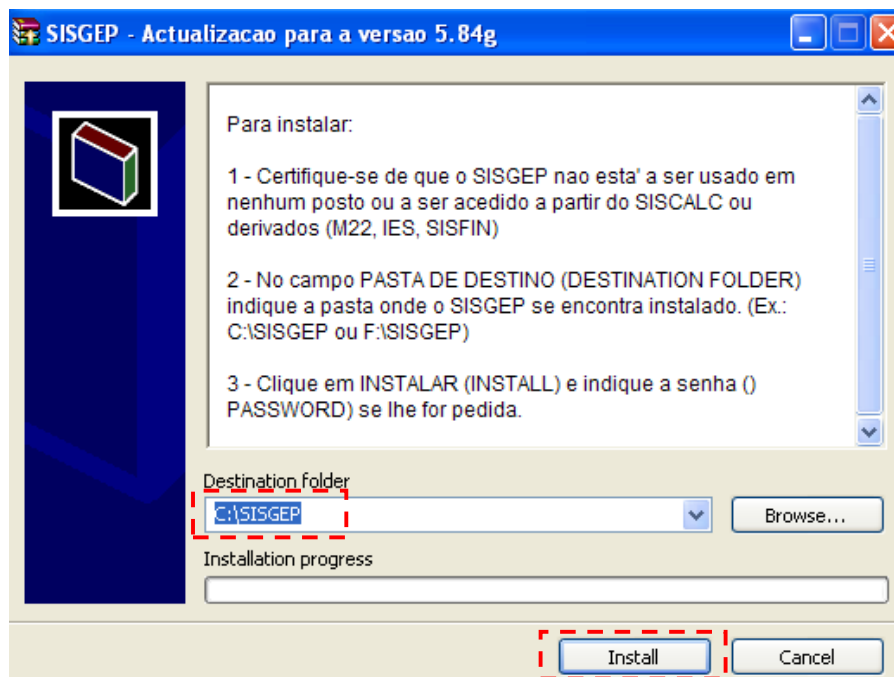 SISGEP - Actualizacao para a versao 5.84g
Para instalar:
1 - Certifique-se de que o SISGEP nao esta' a ser usado em
nenhum posto ou a ser acedido a partir do SISCALC ou
derivados (M22, IES, SISFIN)
2 - No campo PASTA DE DESTINO (DESTINATION FOLDER)
indique a pasta onde o SISGEP se encontra instalado. (Ex.:
C:\SISGEP ou F:\SISGEP)
3 - Clique em INSTALAR (INSTALL) e indique a senha ()
PASSWORD) se lhe for pedida.
Destination folder
C:\SISGEP
Browse...
Installation progress
Install
Cancel